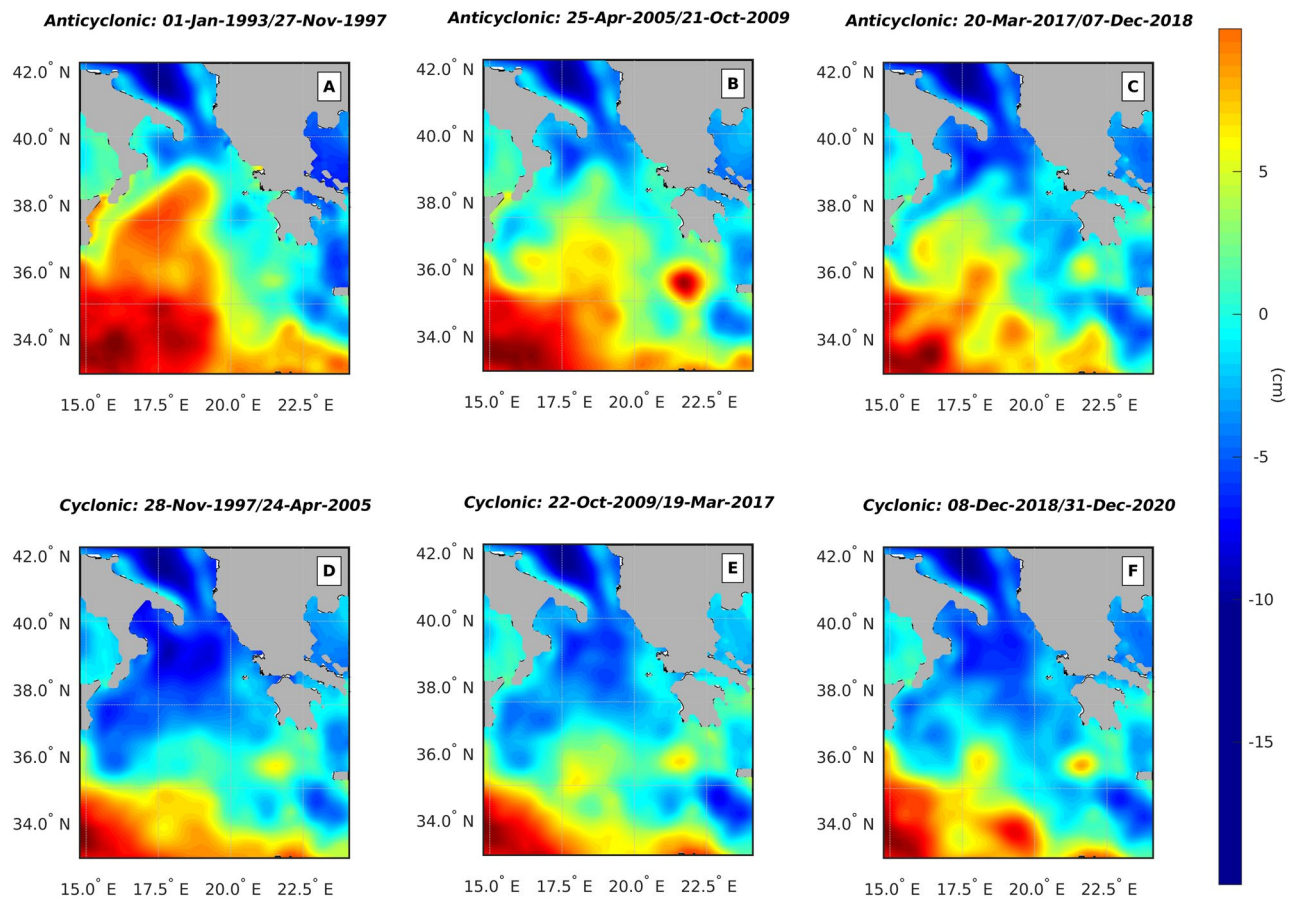 Anticyclonic: 01-Jan-1993/27-Nov-1997
Anticyclonic: 25-Apr-2005/21-Oct-2009
Anticyclonic: 20-Mar-2017/07-Dec-2018
A
B
C
42.0° N
40.0° N
38.0° N
36.0° N
34.0° N
15.0° E 17.5° E 20.0° E 22.5° E
42.0° N
40.0° N
38.0° N
36.0° N
34.0° N
15.0° E 17.5° E 20.0° E 22.5° E
42.0° N
40.0° N
38.0° N
36.0° N
34.0° N
15.0° E 17.5° E 20.0° E 22.5° E
Cyclonic: 28-Nov-1997/24-Apr-2005
Cyclonic: 22-Oct-2009/19-Mar-2017
Cyclonic: 08-Dec-2018/31-Dec-2020
D
E
F
42.0° N
40.0° N
38.0° N
36.0° N
34.0° N
15.0° E 17.5° E 20.0° E 22.5° E
42.0° N
40.0° N
38.0° N
36.0° N
34.0° N
15.0° E 17.5° E 20.0° E 22.5° E
42.0° N
40.0° N
38.0° N
36.0° N
34.0° N
15.0° E 17.5° E 20.0° E 22.5° E
5
0
-5
-10
-15
(cm)